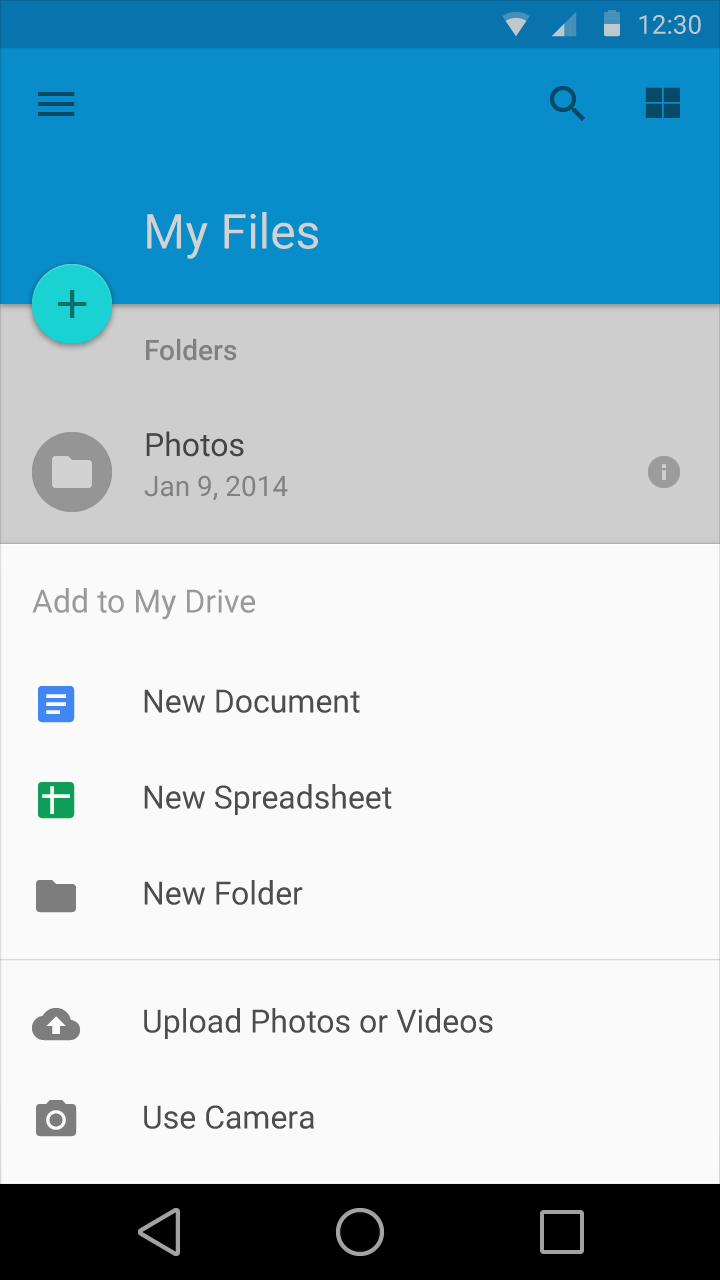 12:30
My Files
Folders
Photos
Jan 9, 2014
Add to My Drive
New Document
New Spreadsheet
New Folder
Upload Photos or Videos
Use Camera